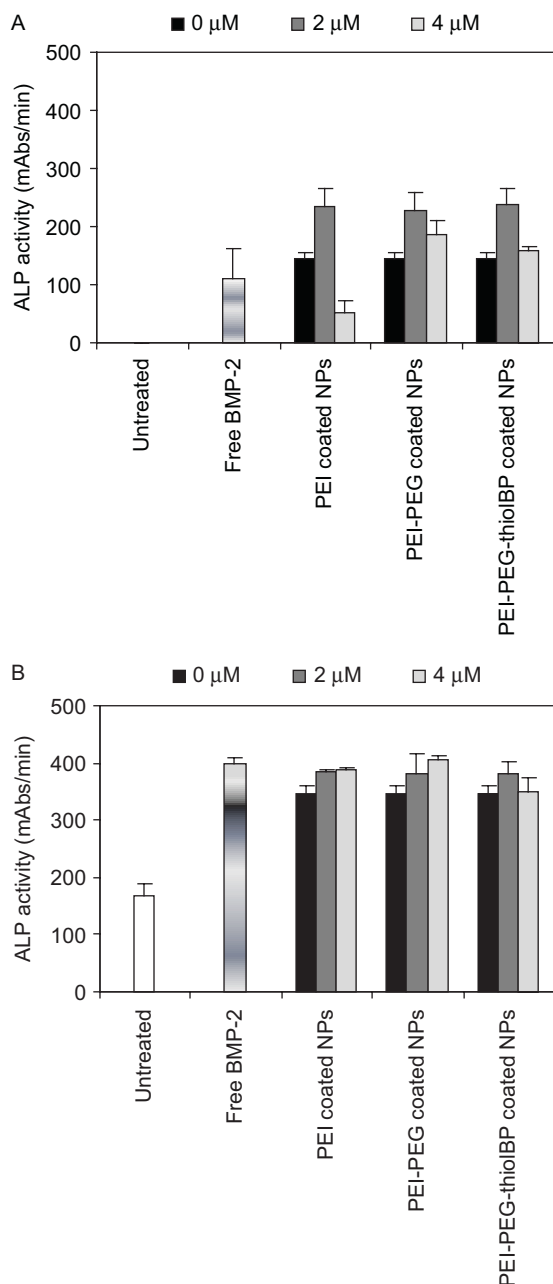 A
0 μM 2 μM 4 μM
ALP activity (mAbs/min)
500
400
300
200
100
0
Untreated
Free BMP-2
PEI coated NPs
PEI-PEG coated NPs
PEI-PEG-thiolBP coated NPs
B
0 μM 2 μM 4 μM
ALP activity (mAbs/min)
500
400
300
200
100
0
Untreated
Free BMP-2
PEI coated NPs
PEI-PEG coated NPs
PEI-PEG-thiolBP coated NPs